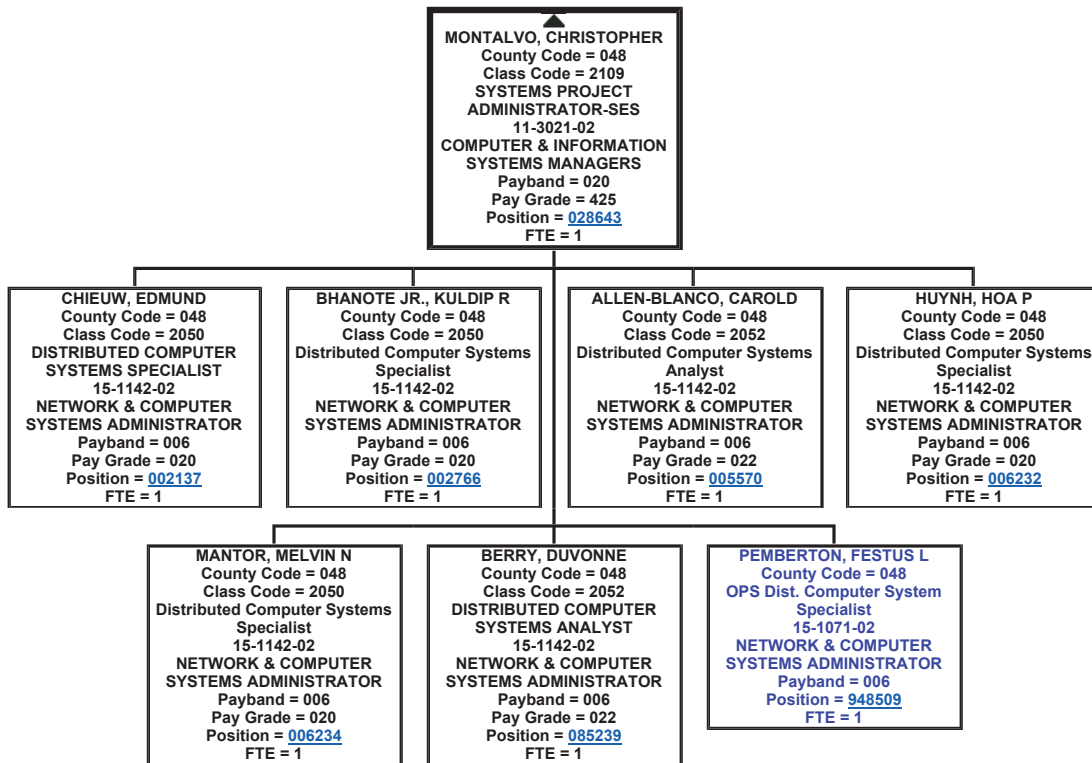 MONTALVO, CHRISTOPHER
County Code = 048
Class Code = 2109
SYSTEMS PROJECT
ADMINISTRATOR-SES
11-3021-02
COMPUTER & INFORMATION
SYSTEMS MANAGERS
Payband = 020
Pay Grade = 425
Position = 028643
FTE = 1
CHIEUW, EDMUND
County Code = 048
Class Code = 2050
DISTRIBUTED COMPUTER
SYSTEMS SPECIALIST
15-1142-02
NETWORK & COMPUTER
SYSTEMS ADMINISTRATOR
Payband = 006
Pay Grade = 020
Position = 002137
FTE = 1
BHANOTE JR., KULDIP R
County Code = 048
Class Code = 2050
Distributed Computer Systems
Specialist
15-1142-02
NETWORK & COMPUTER
SYSTEMS ADMINISTRATOR
Payband = 006
Pay Grade = 020
Position = 002766
FTE = 1
ALLEN-BLANCO, CAROLD
County Code = 048
Class Code = 2052
Distributed Computer Systems
Analyst
15-1142-02
NETWORK & COMPUTER
SYSTEMS ADMINISTRATOR
Payband = 006
Pay Grade = 022
Position = 005570
FTE = 1
HUYNH, HOA P
County Code = 048
Class Code = 2050
Distributed Computer Systems
Specialist
15-1142-02
NETWORK & COMPUTER
SYSTEMS ADMINISTRATOR
Payband = 006
Pay Grade = 020
Position = 006232
FTE = 1
MANTOR, MELVIN N
County Code = 048
Class Code = 2050
Distributed Computer Systems
Specialist
15-1142-02
NETWORK & COMPUTER
SYSTEMS ADMINISTRATOR
Payband = 006
Pay Grade = 020
Position = 006234
FTE = 1
BERRY, DUVONNE
County Code = 048
Class Code = 2052
DISTRIBUTED COMPUTER
SYSTEMS ANALYST
15-1142-02
NETWORK & COMPUTER
SYSTEMS ADMINISTRATOR
Payband = 006
Pay Grade = 022
Position = 085239
FTE = 1
PEMBERTON, FESTUS L
County Code = 048
OPS Dist. Computer System
Specialist
15-1071-02
NETWORK & COMPUTER
SYSTEMS ADMINISTRATOR
Payband = 006
Position = 948509
FTE = 1